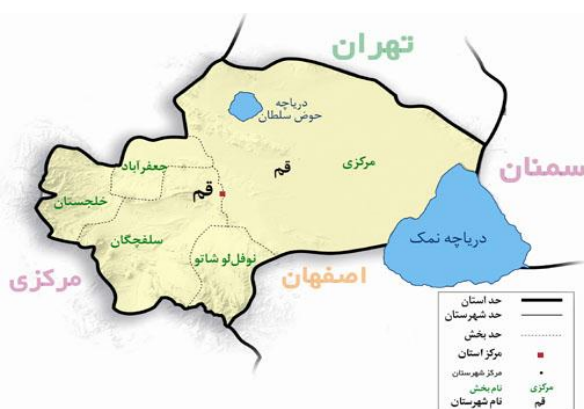 تهران
دریاچه
حوض سلطان
سمنان
مرکزی
قم
جعفرآباد
قم
خلجستان
دریاچه نمک
سلفچگان
نوفل لو شاتو
اصفهان
مرکزی
حد استان
حد شهرستان
حد بخش
مرکز استان
مرکز شهرستان
نام بخش مرکزی
نام شهرستان قم